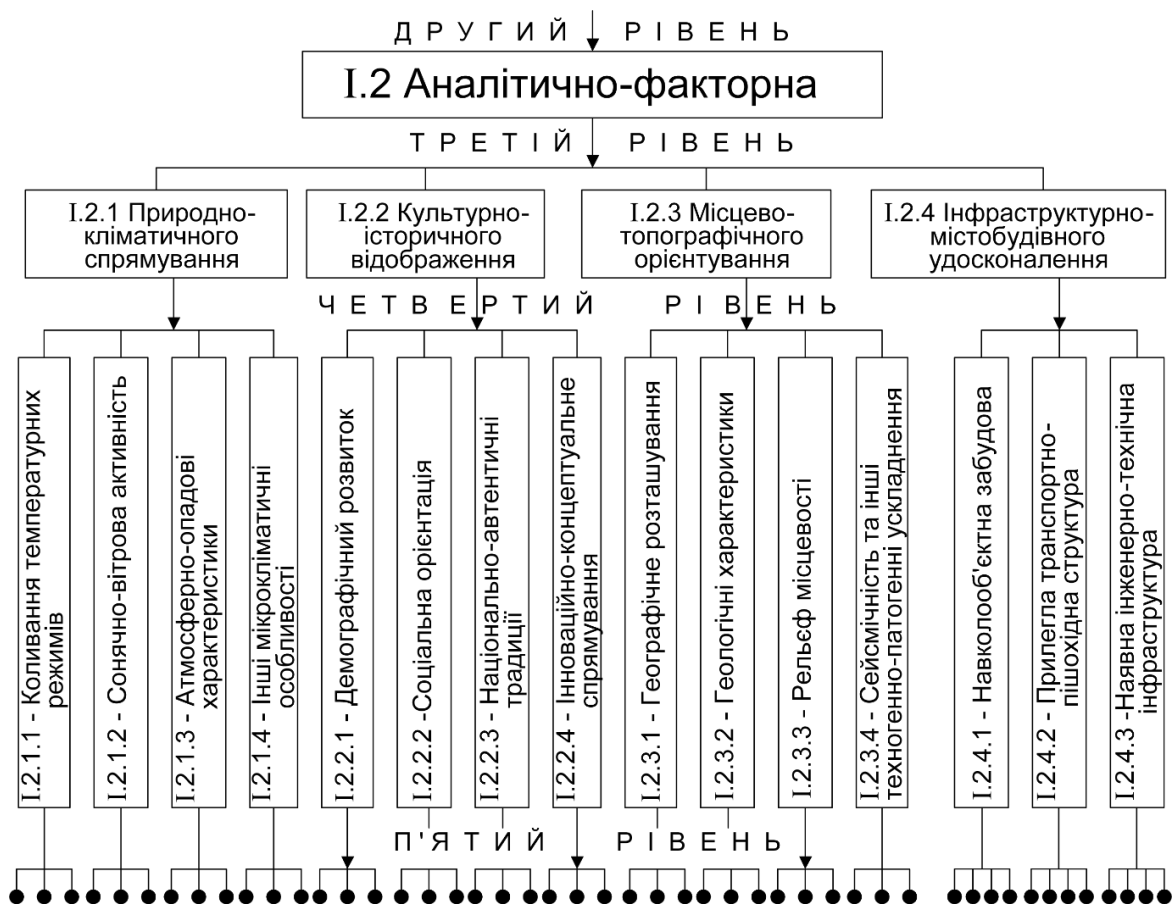 ДРУГИЙ РІВЕНЬ
I.2 Аналітично-факторна
ТРЕТІЙ РІВЕНЬ
I.2.1 Природно-
кліматичного
спрямування
I.2.2 Культурно-
історичного
відображення
I.2.3 Місцево-
топографічного
орієнтування
I.2.4 Інфраструктурно-
містобудівного
удосконалення
ЧЕТВЕРТИЙ РІВЕНЬ
I.2.1.1 - Коливання температурних
режимів
I.2.1.2 - Сонячно-вітрова активність
I.2.1.3 - Атмосферно-опадові
характеристики
I.2.1.4 - Інші мікрокліматичні
особливості
I.2.2.1 - Демографічний розвиток
I.2.2.2 -Соціальна орієнтація
I.2.2.3 - Національно-автентичні
традиції
I.2.2.4 - Інноваційно-концептуальне
спрямування
I.2.3.1 - Географічне розташування
I.2.3.2 - Геологічні характеристики
I.2.3.3 - Рельєф місцевості
I.2.3.4 - Сейсмічність та інші
техногенно-патогенні ускладнення
I.2.4.1 - Навколооб'єктна забудова
I.2.4.2 - Прилегла транспортно-
пішохідна структура
I.2.4.3 -Наявна інженерно-технічна
інфраструктура
П'ЯТИЙ РІВЕНЬ